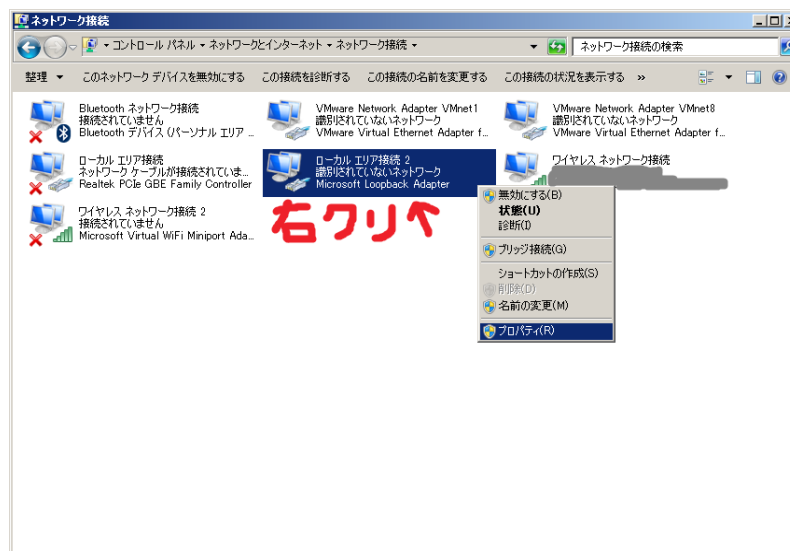 ネットワーク接続
コントロール パネル ネットワークとインターネット ネットワーク接続
ネットワーク接続の検索
整理 このネットワーク デバイスを無効にする この接続を診断する この接続の名前を変更する この接続の状況を表示する »
Bluetooth ネットワーク接続
接続されていません
Bluetooth デバイス (パーソナル エリア ...
VMware Network Adapter VMnet1
識別されていないネットワーク
VMware Virtual Ethernet Adapter f...
VMware Network Adapter VMnet8
識別されていないネットワーク
VMware Virtual Ethernet Adapter f...
ローカル エリア接続
ネットワーク ケーブルが接続されていま...
Realtek PCIe GBE Family Controller
ローカル エリア接続 2
識別されていないネットワーク
Microsoft Loopback Adapter
ワイヤレス ネットワーク接続
ワイヤレス ネットワーク接続 2
接続されていません
Microsoft Virtual WiFi Miniport Ada...
右クリ
無効にする(B)
状態(U)
診断(I)
ブリッジ接続(G)
ショートカットの作成(S)
削除(D)
名前の変更(M)
プロパティ(R)